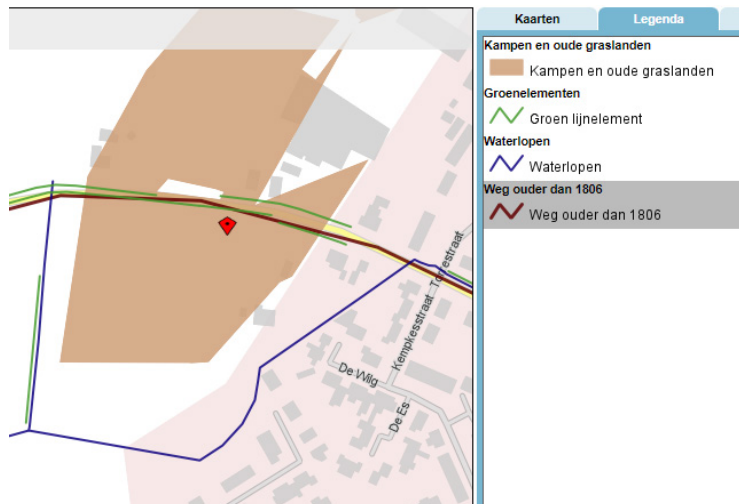 Kaarten
Legenda
Kampen en oude graslanden
Kampen en oude graslanden
Groenelementen
Groen lijnelement
Waterlopen
Waterlopen
Weg ouder dan 1806
Weg ouder dan 1806
Kempkesstraat
De Wilg
De Es